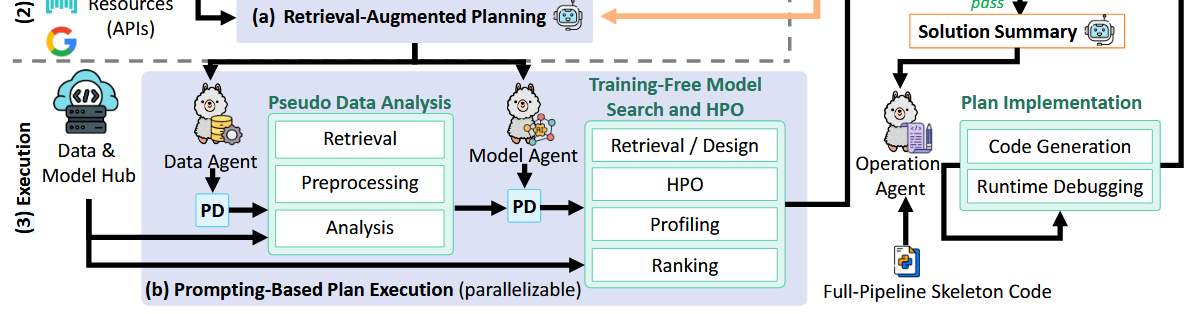 (2)
Resources
(APIs)
(a) Retrieval-Augmented Planning
pass
Solution Summary
(3) Execution
Data &
Model Hub
Data Agent
PD
Pseudo Data Analysis
Retrieval
Preprocessing
Analysis
Model Agent
PD
Training-Free Model
Search and HPO
Retrieval / Design
HPO
Profiling
Ranking
(b) Prompting-Based Plan Execution (parallelizable)
Operation
Agent
Plan Implementation
Code Generation
Runtime Debugging
Full-Pipeline Skeleton Code